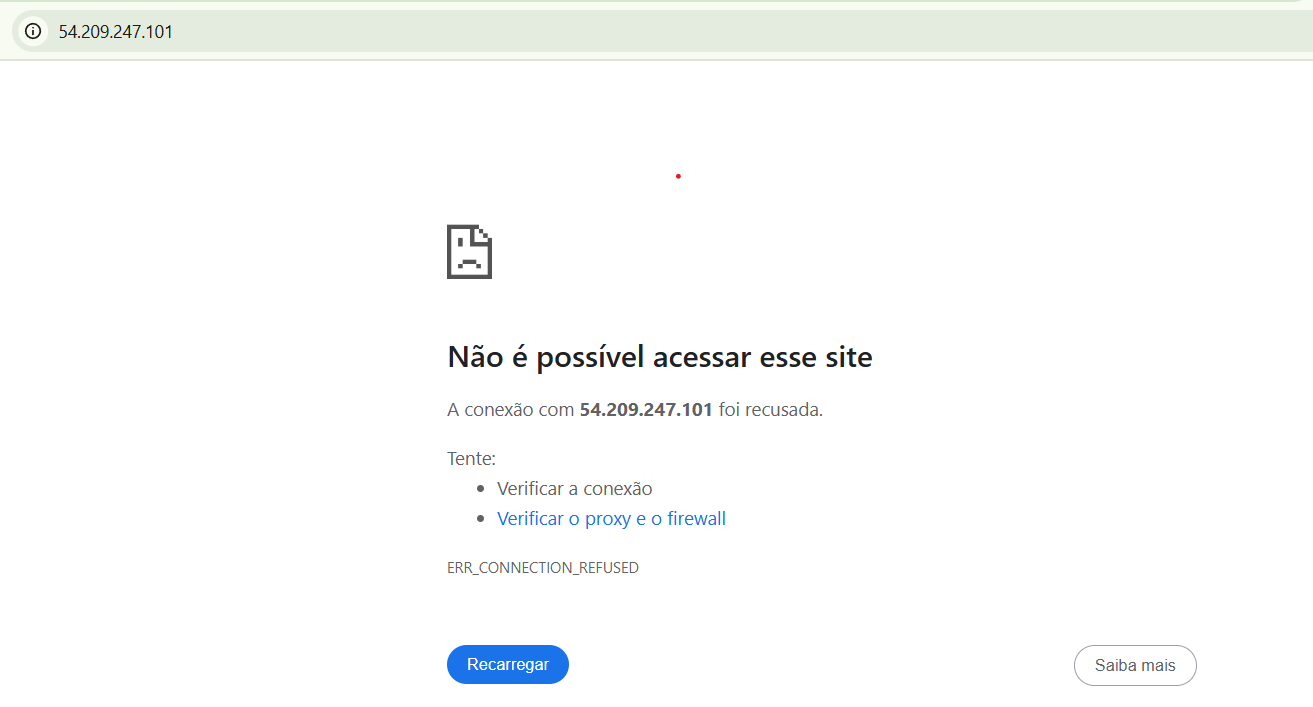 54.209.247.101
Não é possível acessar esse site
A conexão com 54.209.247.101 foi recusada.
Tente:
• Verificar a conexão
• Verificar o proxy e o firewall
ERR_CONNECTION_REFUSED
Recarregar
Saiba mais